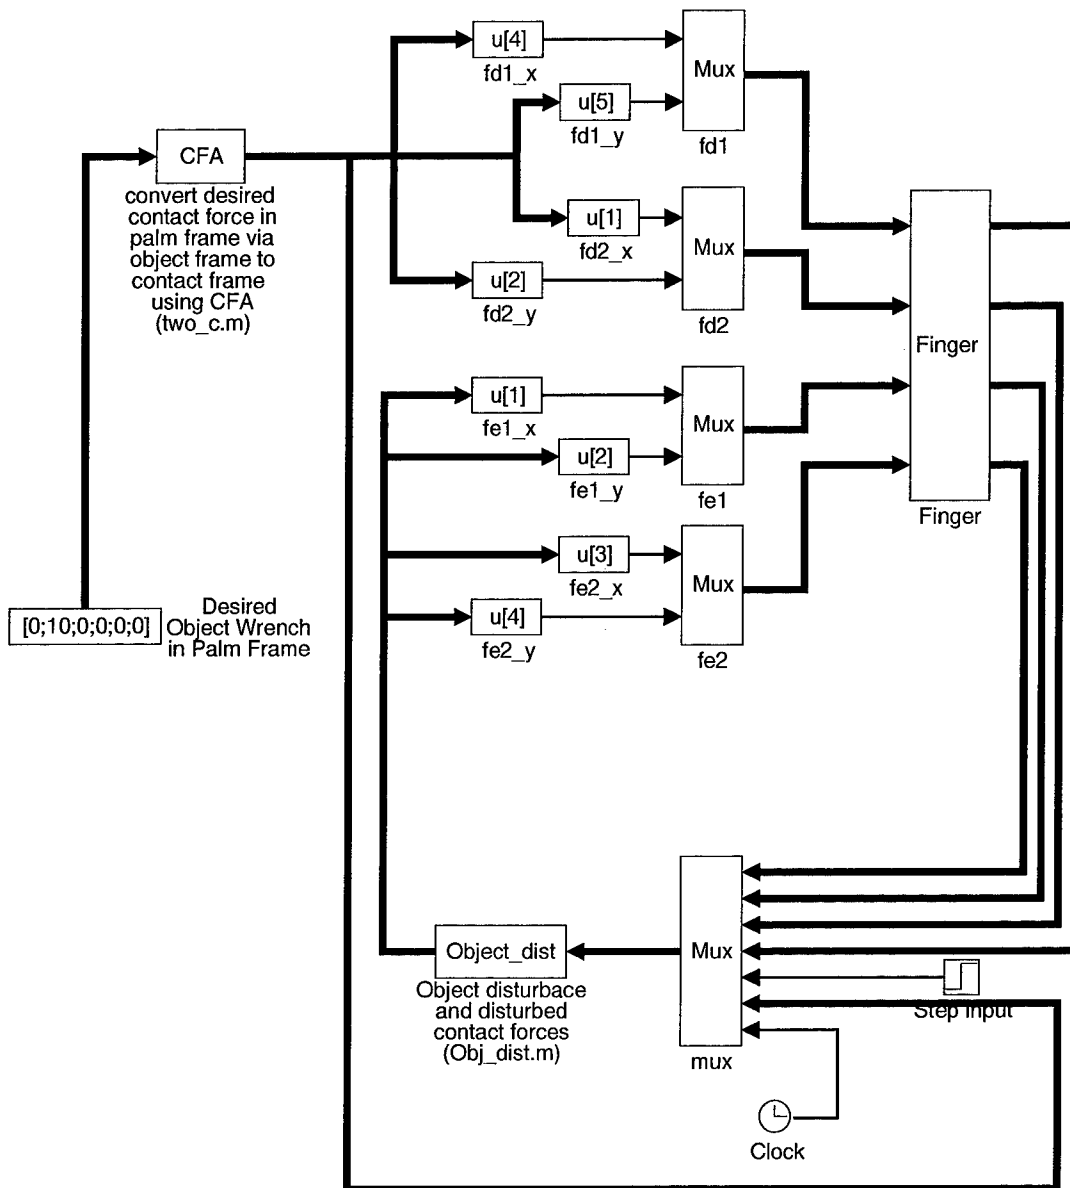 u[4]
fd1_x
Mux
fd1
u[5]
fd1_y
CFA
convert desired
contact force in
palm frame via
object frame to
contact frame
using CFA
(two_c.m)
u[1]
fd2_x
Mux
fd2
u[2]
fd2_y
Finger
Finger
u[1]
fe1_x
Mux
fe1
u[2]
fe1_y
u[3]
fe2_x
Mux
fe2
u[4]
fe2_y
[0;10;0;0;0;0]
Desired
Object Wrench
in Palm Frame
Object_dist
Object disturbace
and disturbed
contact forces
(Obj_dist.m)
Mux
mux
Step Input
Clock